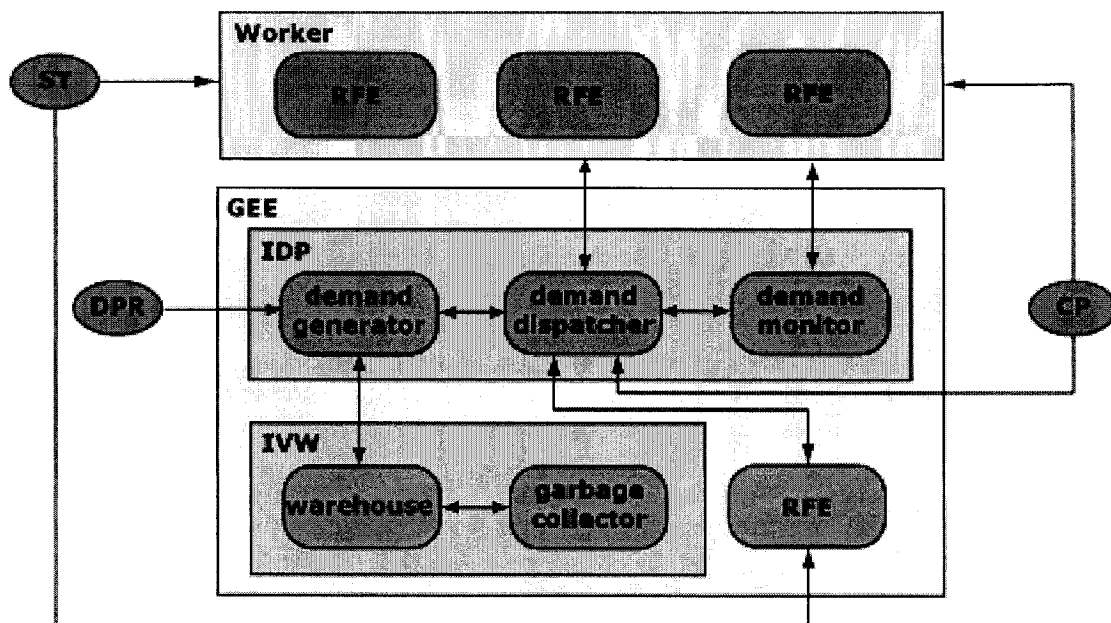 Worker
ST
RFE
RFE
RFE
GEE
IDP
DPR
demand
generator
demand
dispatcher
demand
monitor
CP
IVW
warehouse
garbage
collector
RFE